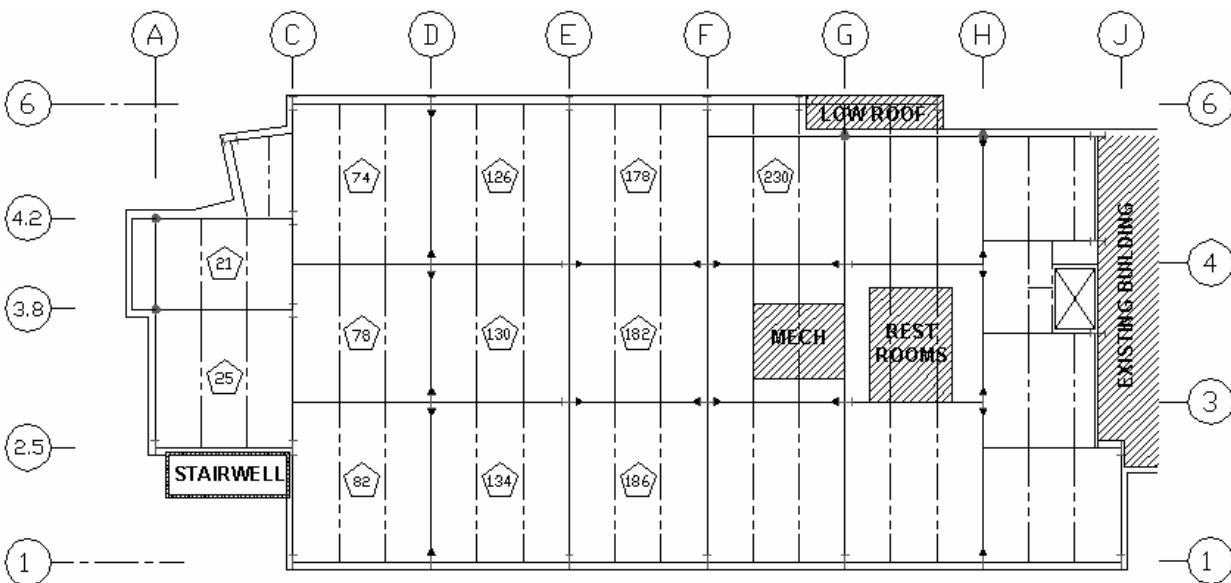 A C D E F G H J
6 6
LOW ROOF
74 126 178 230
4.2
21
4
3.8
78 130 182
MECH
REST
ROOMS
EXISTING BUILDING
25
3
2.5
STAIRWELL
82 134 186
1 1